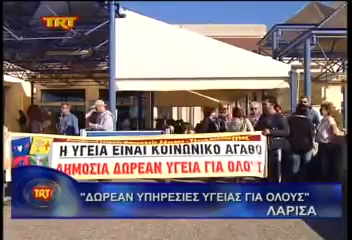 TRT
Η ΥΓΕΙΑ ΕΙΝΑΙ ΚΟΙΝΩΝΙΚΟ ΑΓΑΘΟ
ΔΗΜΟΣΙΑ ΔΩΡΕΑΝ ΥΓΕΙΑ ΓΙΑ ΟΛΟΥΣ
TRT
"ΔΩΡΕΑΝ ΥΠΗΡΕΣΙΕΣ ΥΓΕΙΑΣ ΓΙΑ ΟΛΟΥΣ"
ΛΑΡΙΣΑ